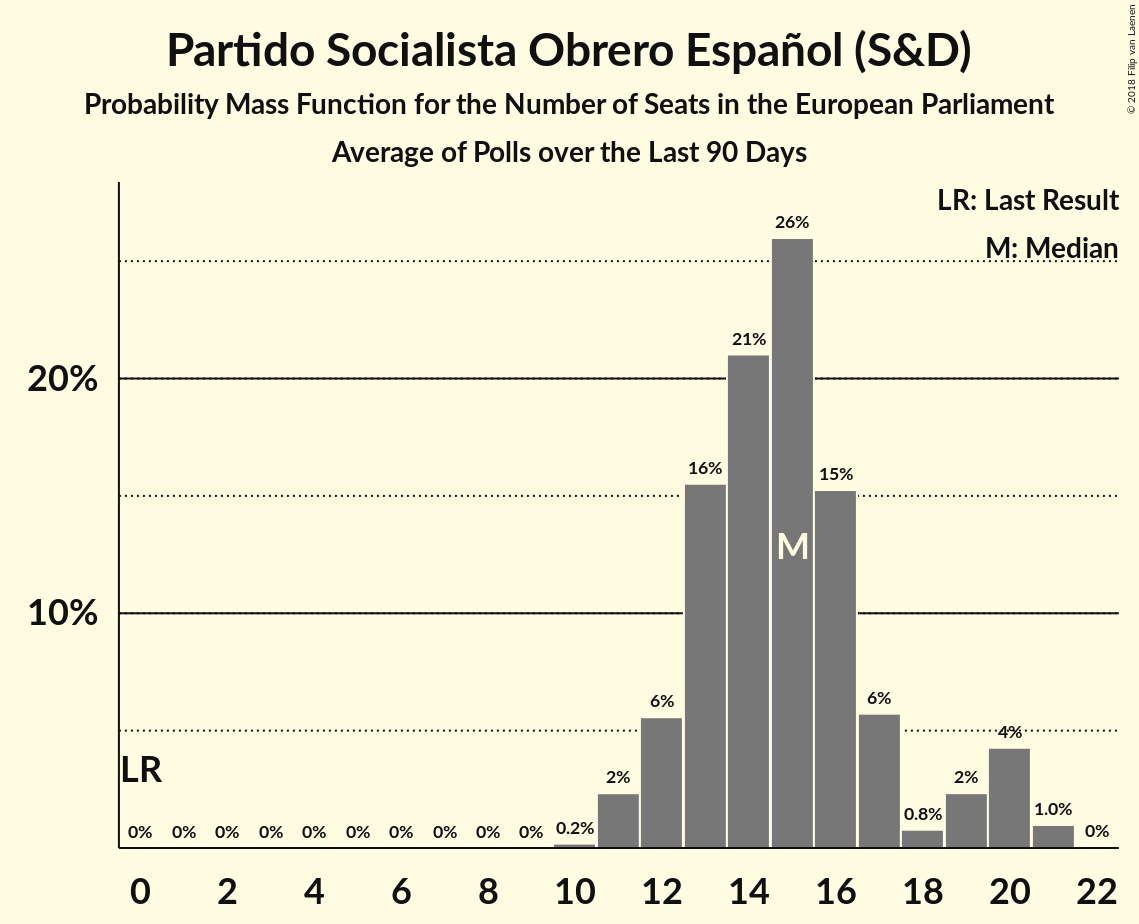 Partido Socialista Obrero Español (S&D)
Probability Mass Function for the Number of Seats in the European Parliament
Average of Polls over the Last 90 Days
© 2018 Filip van Laenen
LR: Last Result
M: Median
26%
21%
20%
16%
15%
M
10%
6%
6%
4%
LR
2%
2%
1.0%
0.8%
0.2%
0% 0% 0% 0% 0% 0% 0% 0% 0% 0% 0%
0 2 4 6 8 10 12 14 16 18 20 22